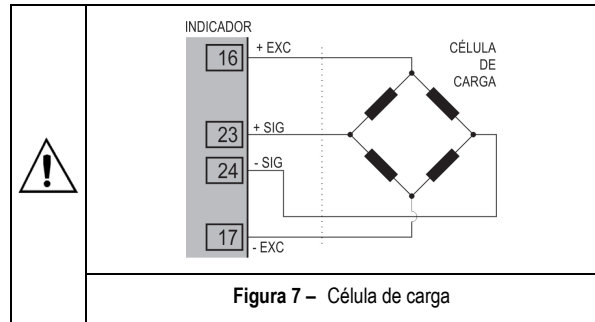 INDICADOR
16
+ EXC
CÉLULA
DE
CARGA
23
+ SIG
24
- SIG
17
- EXC
Figura 7 – Célula de carga